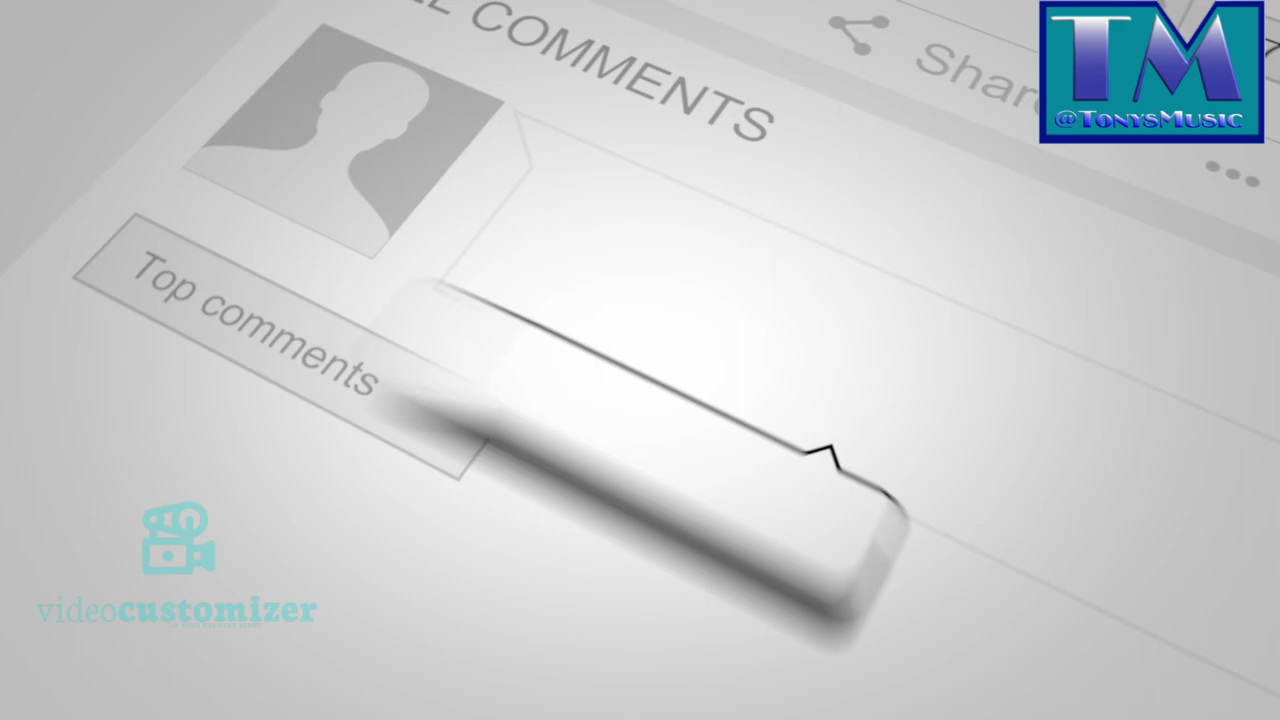 COMMENTS
Share
TM
@TonysMusic
Top comments
videocustomizer